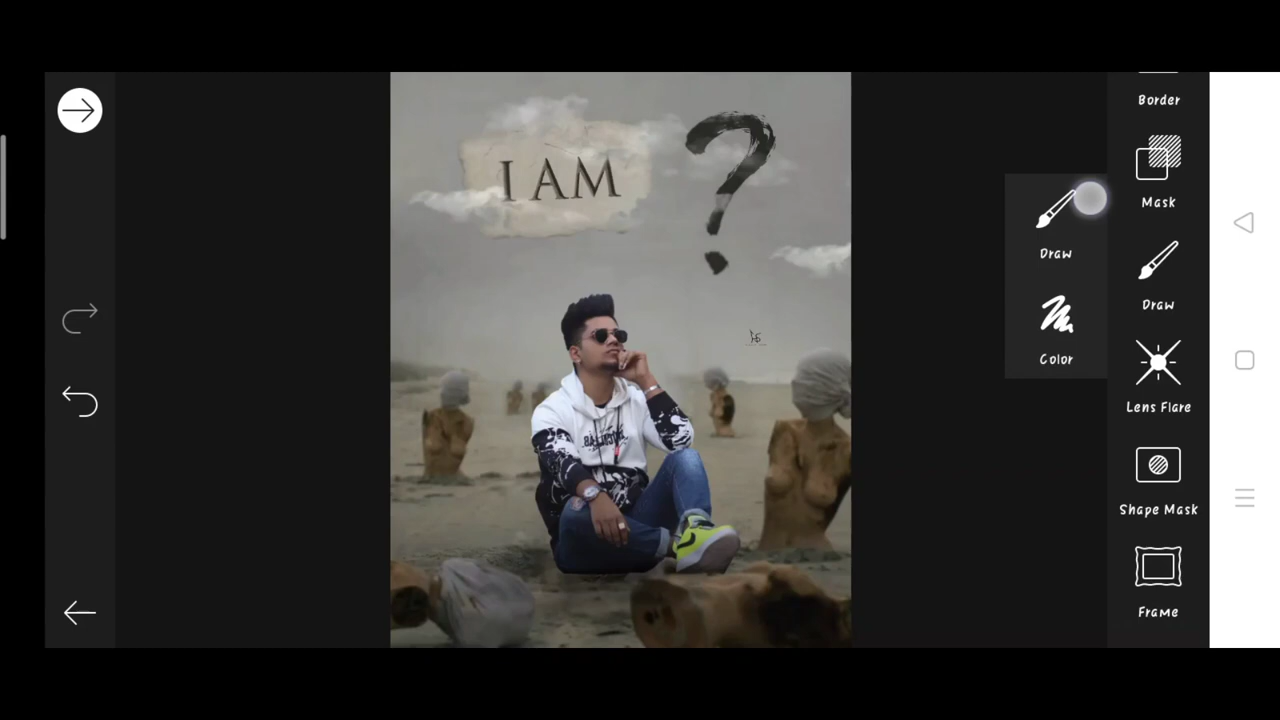 I AM
?
Border
Mask
Draw
Color
Draw
Lens Flare
Shape Mask
Frame